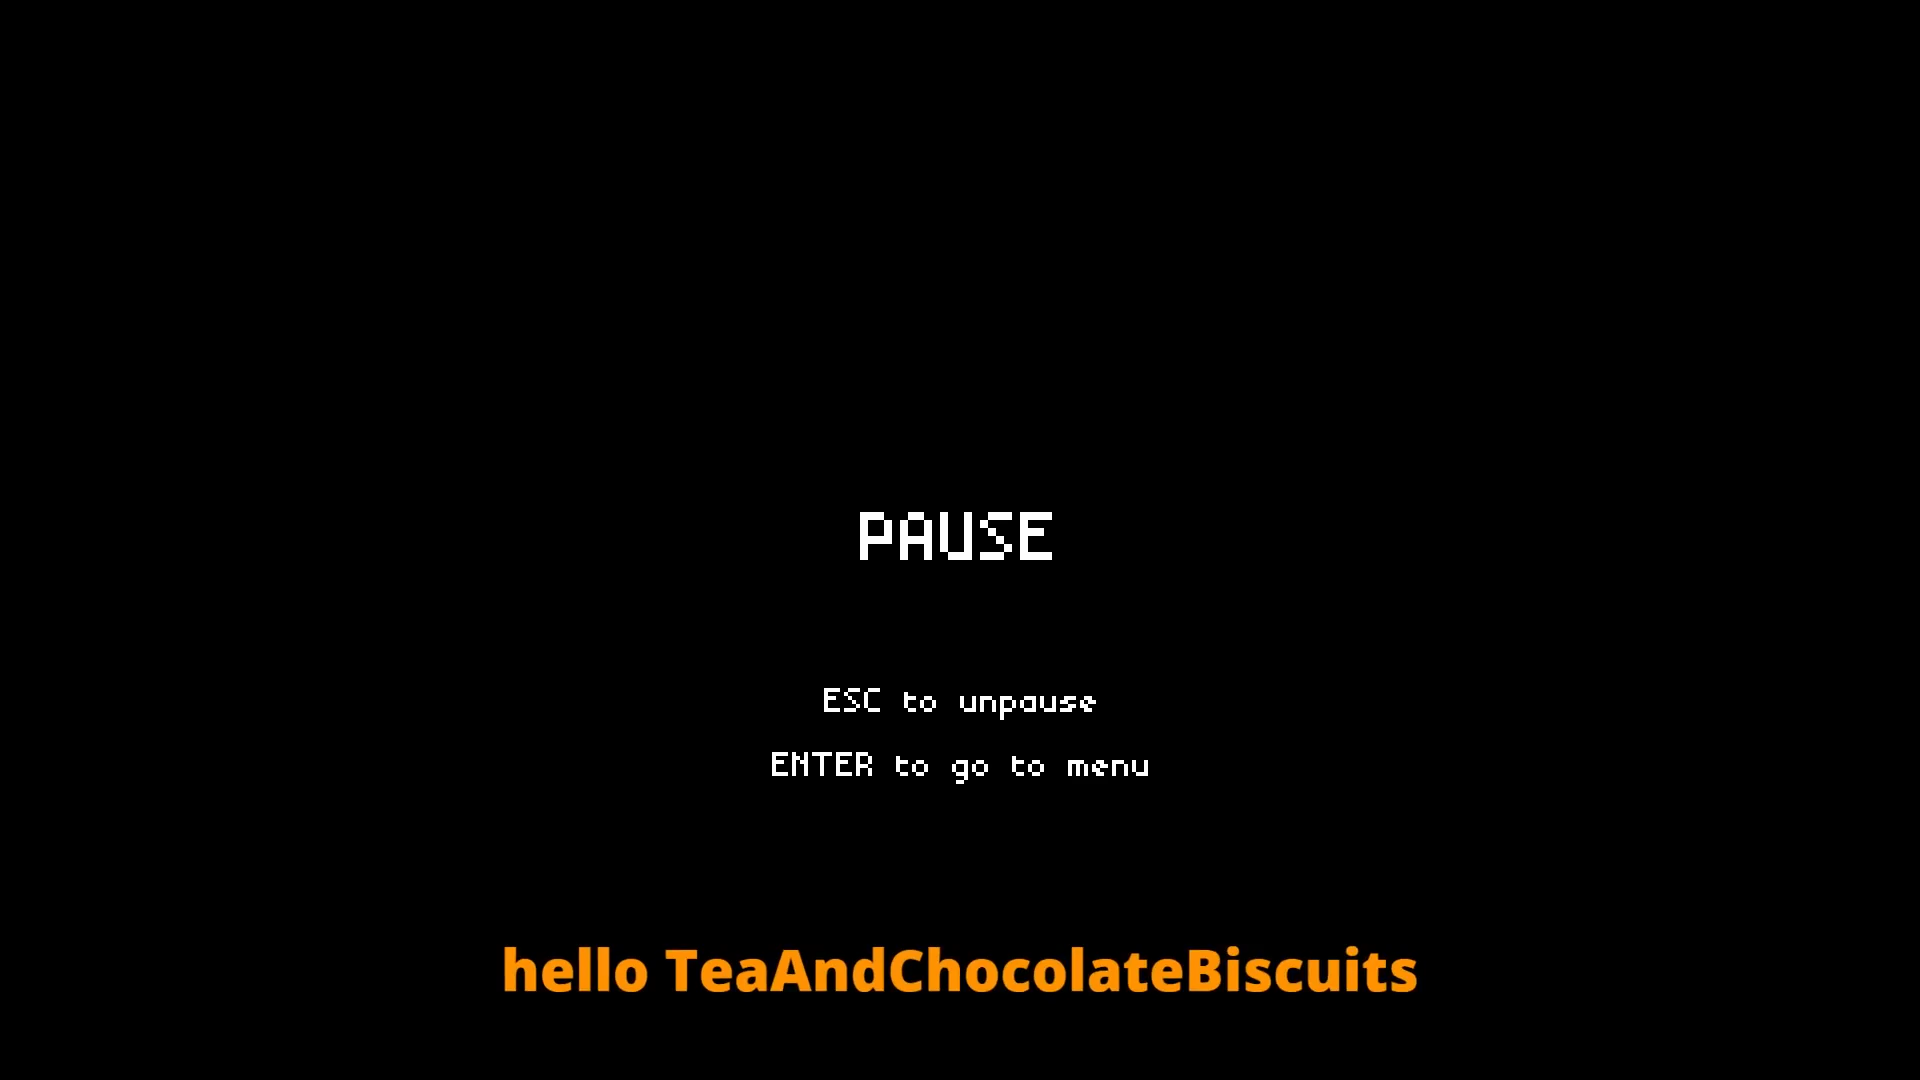 PAUSE
ESC to unpause
ENTER to go to menu
hello TeaAndChocolateBiscuits